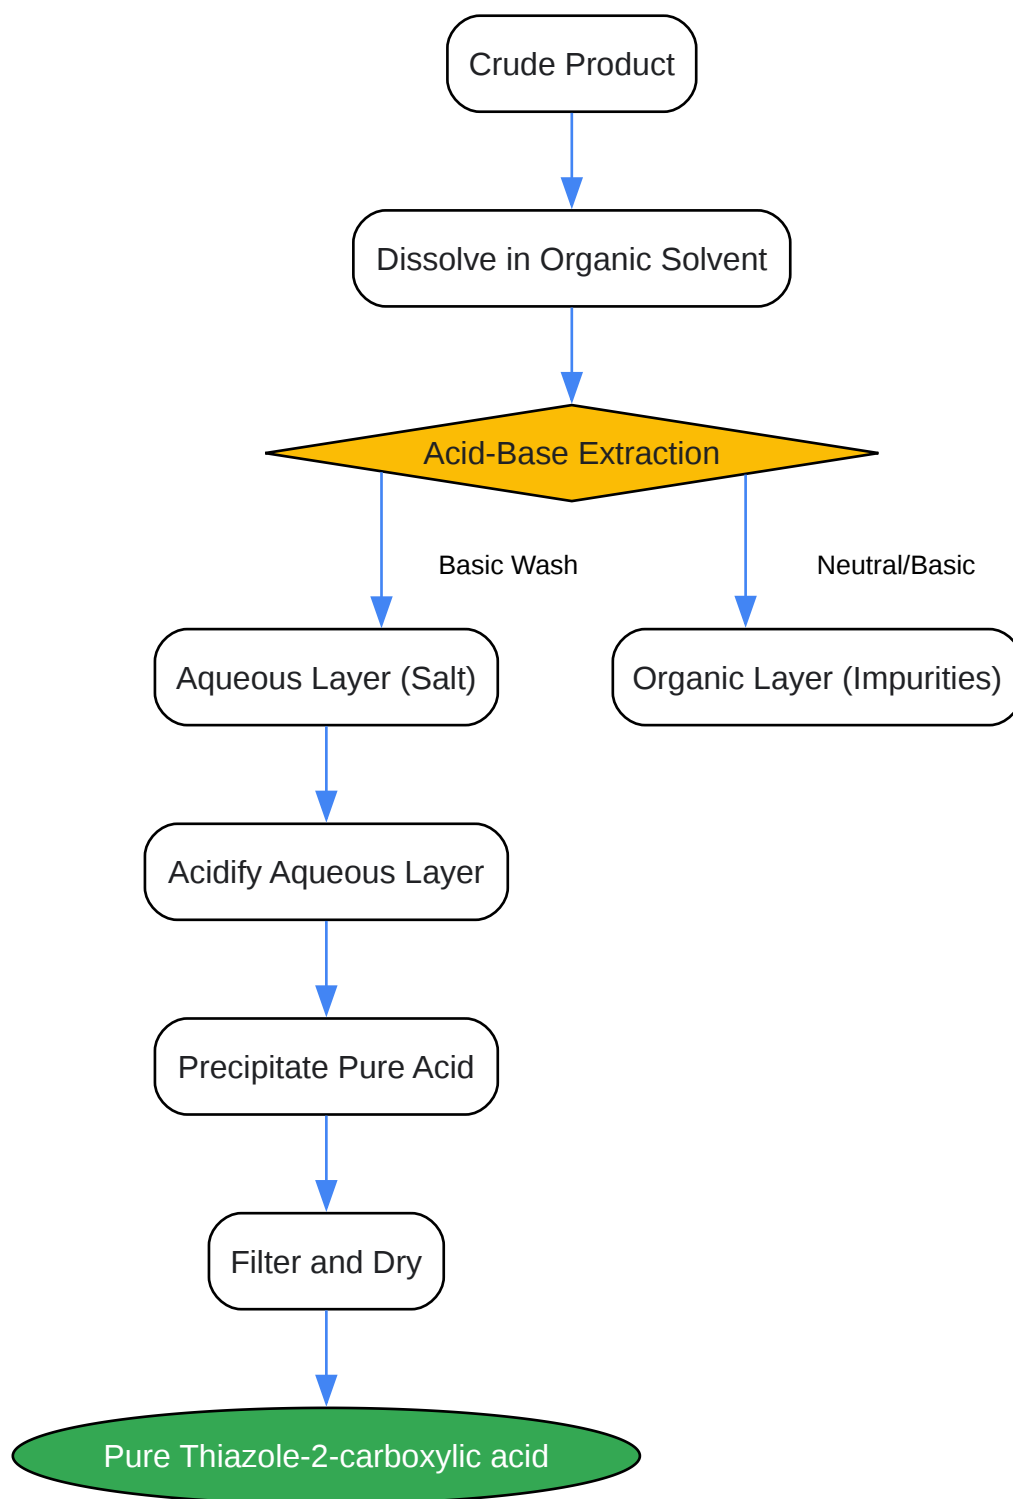 Crude Product
Dissolve in Organic Solvent
Acid-Base Extraction
Basic Wash
Neutral/Basic
Aqueous Layer (Salt)
Organic Layer (Impurities)
Acidify Aqueous Layer
Precipitate Pure Acid
Filter and Dry
Pure Thiazole-2-carboxylic acid